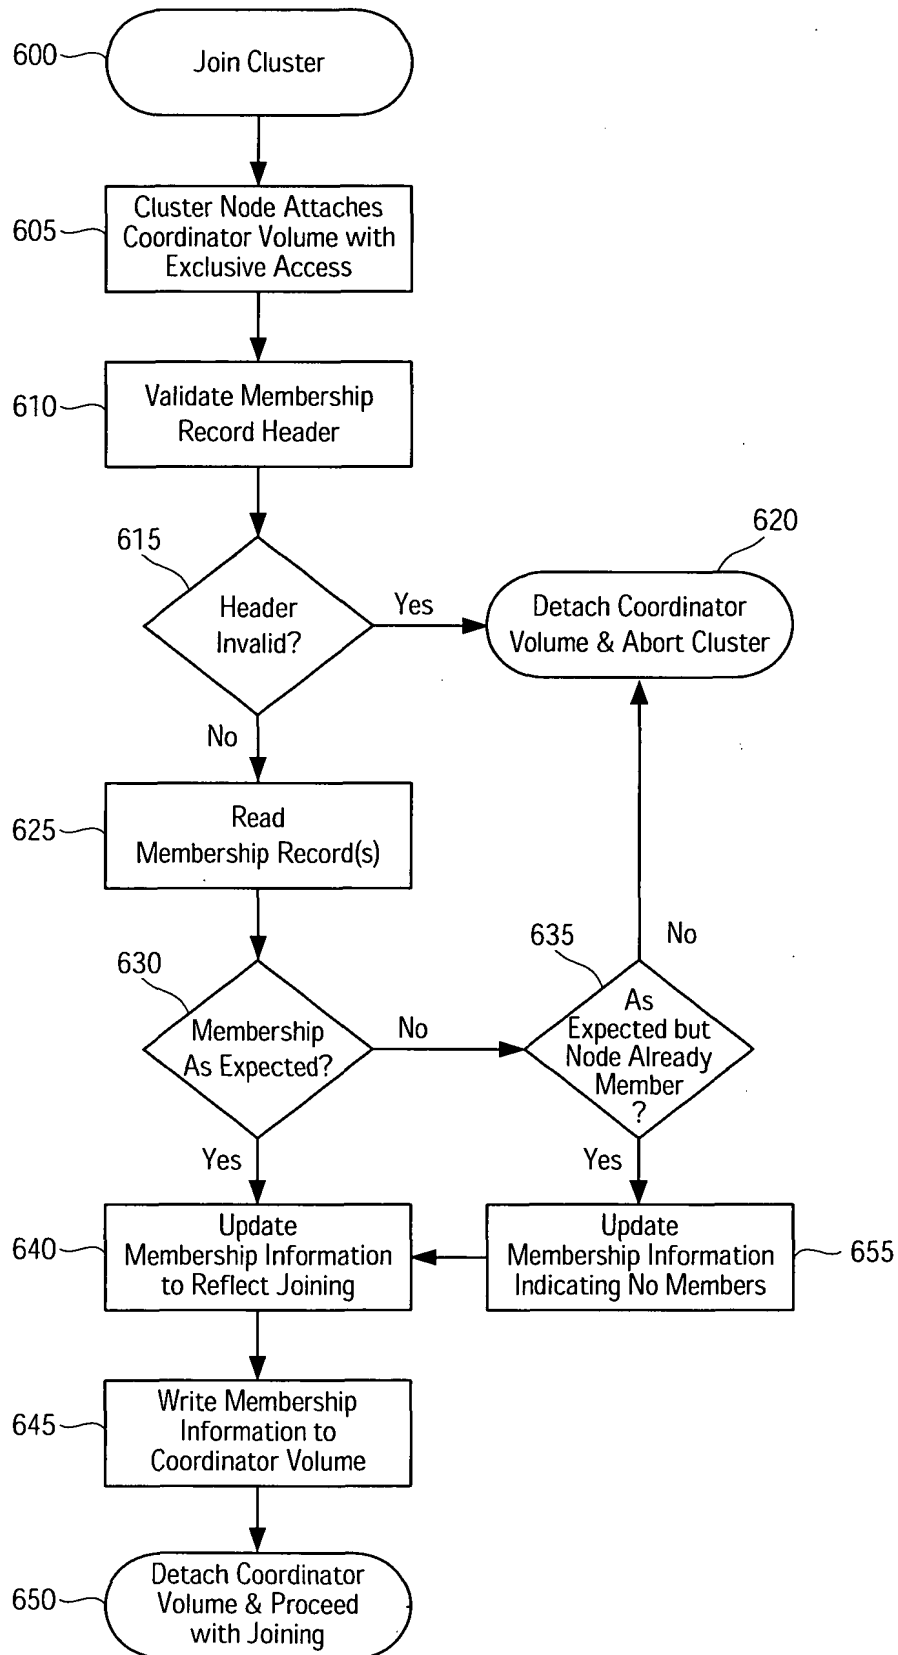 600
Join Cluster
605
Cluster Node Attaches
Coordinator Volume with
Exclusive Access
610
Validate Membership
Record Header
615
Header
Invalid?
Yes
620
Detach Coordinator
Volume & Abort Cluster
No
625
Read
Membership Record(s)
630
Membership
As Expected?
No
635
As
Expected but
Node Already
Member
?
No
Yes
Yes
640
Update
Membership Information
to Reflect Joining
Update
Membership Information
Indicating No Members
655
645
Write Membership
Information to
Coordinator Volume
650
Detach Coordinator
Volume & Proceed
with Joining